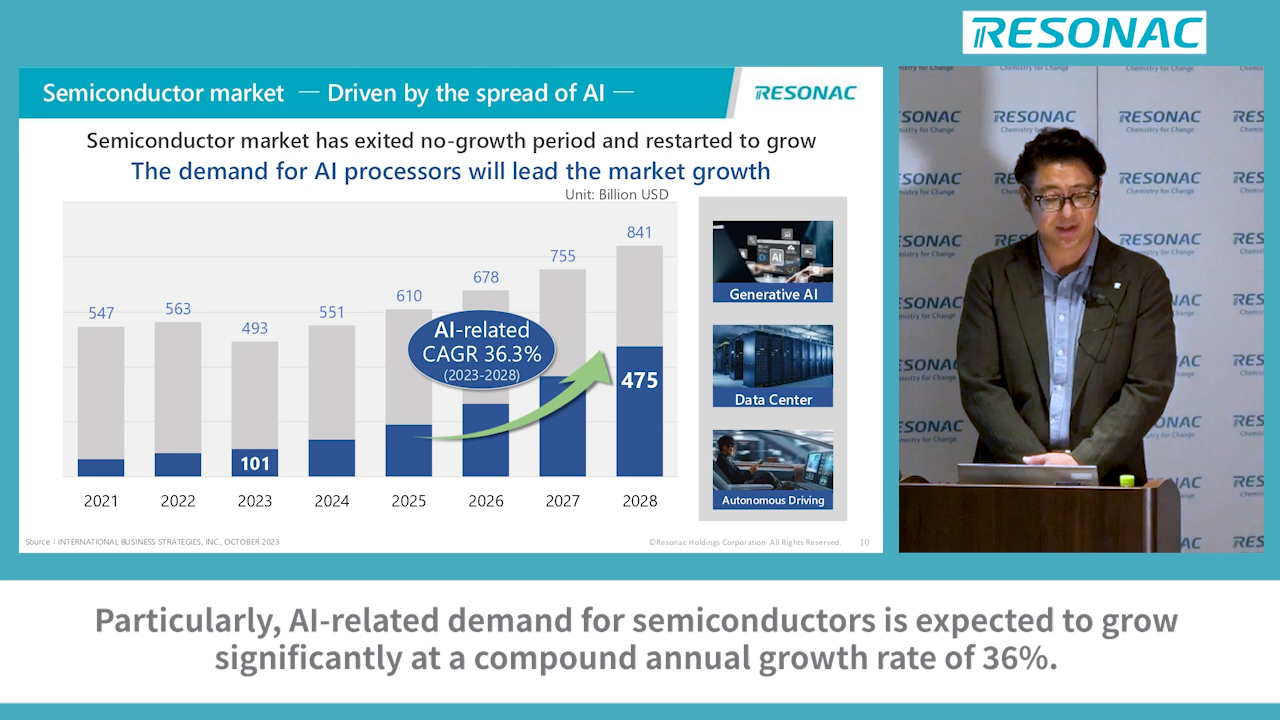 RESONAC
Semiconductor market — Driven by the spread of AI —
RESONAC
Semiconductor market has exited no-growth period and restarted to grow
The demand for AI processors will lead the market growth
Unit: Billion USD
547
563
493
551
610
678
755
841
AI-related
CAGR 36.3%
(2023-2028)
101
475
2021
2022
2023
2024
2025
2026
2027
2028
AI
Generative AI
Data Center
Autonomous Driving
Source : INTERNATIONAL BUSINESS STRATEGIES, INC., OCTOBER 2023
©Resonac Holdings Corporation. All Rights Reserved.
10
RESONAC
Chemistry for Change
Particularly, AI-related demand for semiconductors is expected to grow
significantly at a compound annual growth rate of 36%.